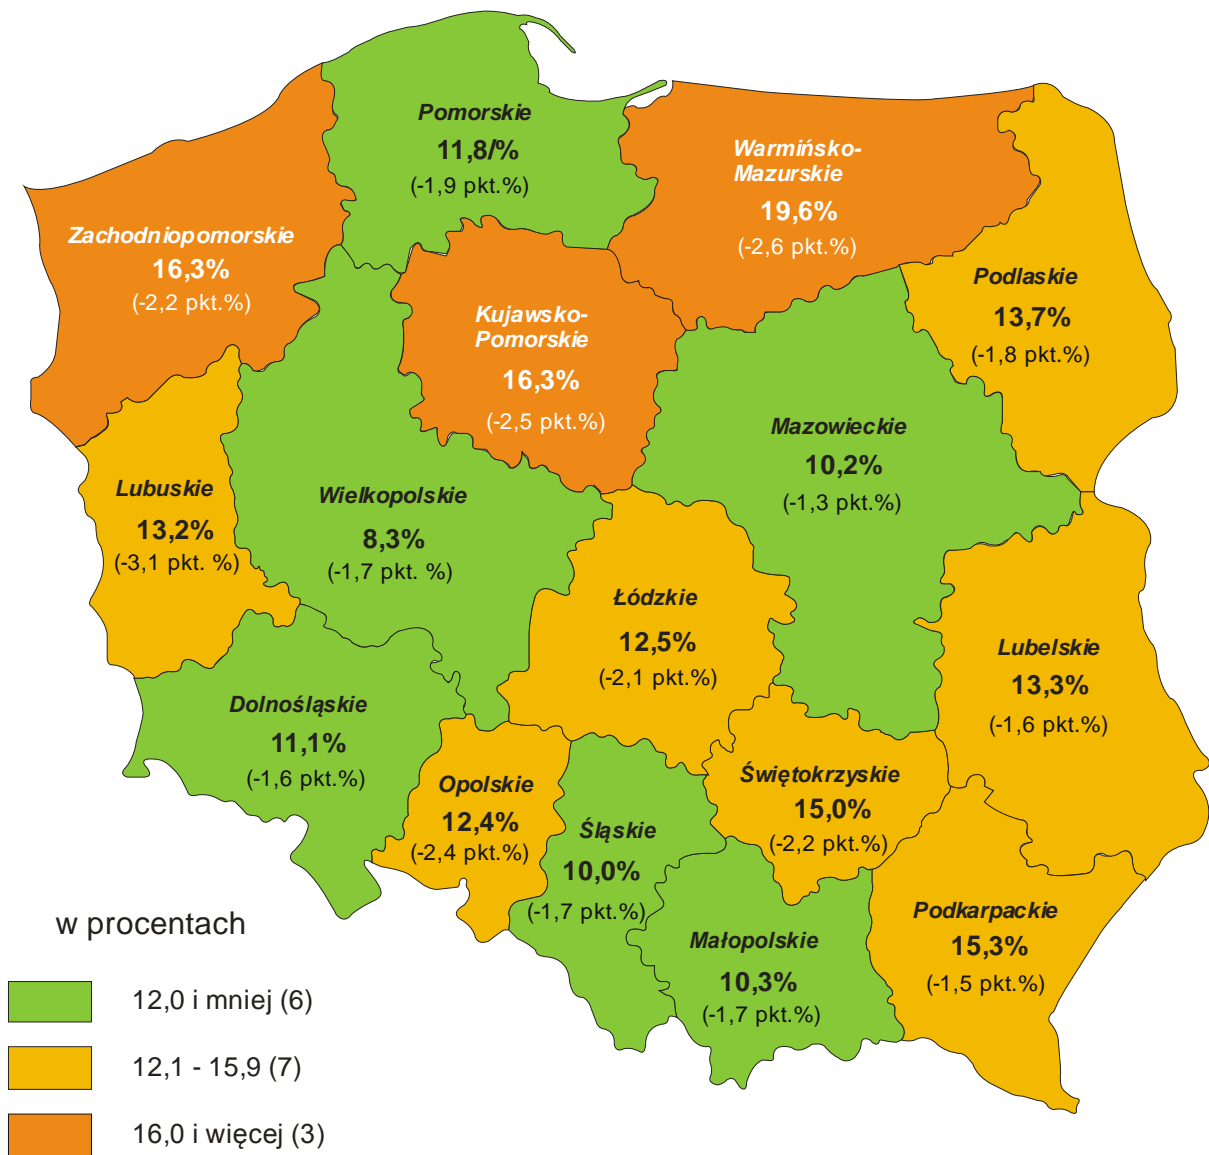 Pomorskie
11,8/%
(-1,9 pkt.%)
Warmińsko-
Mazurskie
19,6%
(-2,6 pkt.%)
Zachodniopomorskie
16,3%
(-2,2 pkt.%)
Podlaskie
13,7%
(-1,8 pkt.%)
Kujawsko-
Pomorskie
16,3%
(-2,5 pkt.%)
Mazowieckie
10,2%
(-1,3 pkt.%)
Lubuskie
13,2%
(-3,1 pkt. %)
Wielkopolskie
8,3%
(-1,7 pkt. %)
Łódzkie
12,5%
(-2,1 pkt.%)
Lubelskie
13,3%
(-1,6 pkt.%)
Dolnośląskie
11,1%
(-1,6 pkt.%)
Opolskie
12,4%
(-2,4 pkt.%)
Świętokrzyskie
15,0%
(-2,2 pkt.%)
Śląskie
10,0%
(-1,7 pkt.%)
Małopolskie
10,3%
(-1,7 pkt.%)
Podkarpackie
15,3%
(-1,5 pkt.%)
w procentach
12,0 i mniej (6)
12,1 - 15,9 (7)
16,0 i więcej (3)